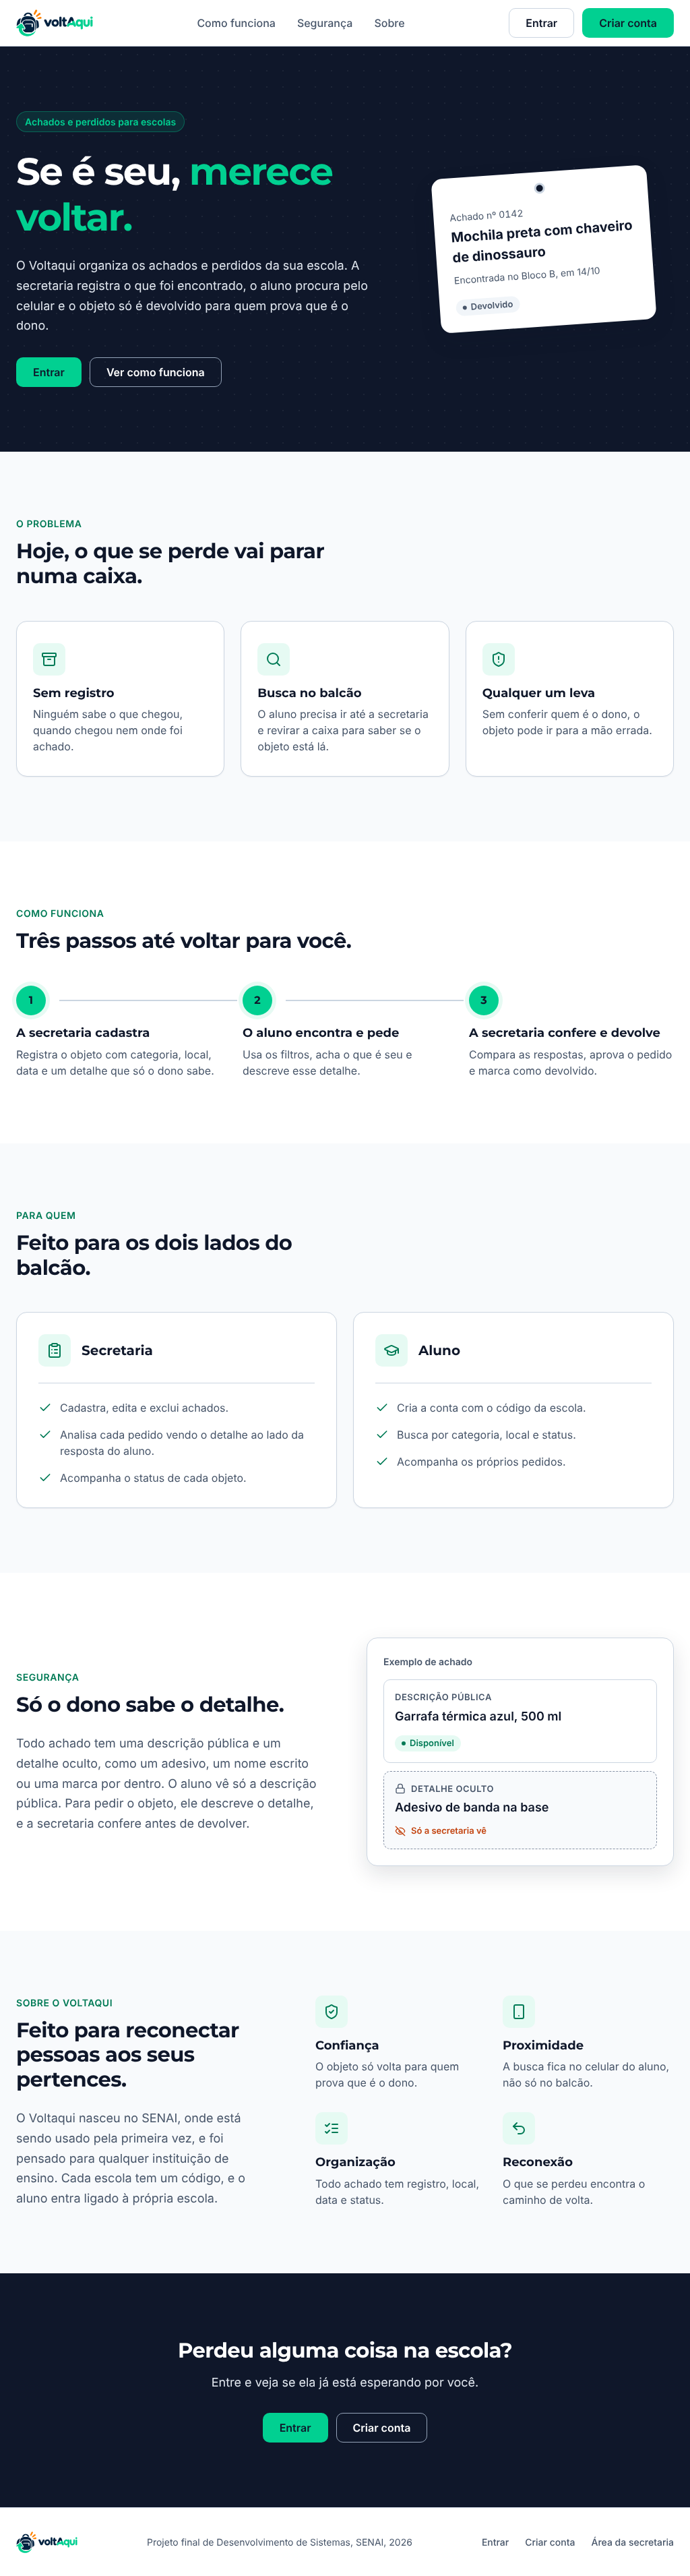 voltAqui
Como funciona
Segurança
Sobre
Entrar
Criar conta
Achados e perdidos para escolas
Se é seu, merece
voltar.
O Voltaqui organiza os achados e perdidos da sua escola. A
secretaria registra o que foi encontrado, o aluno procura pelo
celular e o objeto só é devolvido para quem prova que é o
dono.
Entrar
Ver como funciona
Achado nº 0142
Mochila preta com chaveiro
de dinossauro
Encontrada no Bloco B, em 14/10
Devolvido
O PROBLEMA
Hoje, o que se perde vai parar
numa caixa.
Sem registro
Ninguém sabe o que chegou,
quando chegou nem onde foi
achado.
Busca no balcão
O aluno precisa ir até a secretaria
e revirar a caixa para saber se o
objeto está lá.
Qualquer um leva
Sem conferir quem é o dono, o
objeto pode ir para a mão errada.
COMO FUNCIONA
Três passos até voltar para você.
1
A secretaria cadastra
Registra o objeto com categoria, local,
data e um detalhe que só o dono sabe.
2
O aluno encontra e pede
Usa os filtros, acha o que é seu e
descreve esse detalhe.
3
A secretaria confere e devolve
Compara as respostas, aprova o pedido
e marca como devolvido.
PARA QUEM
Feito para os dois lados do
balcão.
Secretaria
Cadastra, edita e exclui achados.
Analisa cada pedido vendo o detalhe ao lado da
resposta do aluno.
Acompanha o status de cada objeto.
Aluno
Cria a conta com o código da escola.
Busca por categoria, local e status.
Acompanha os próprios pedidos.
SEGURANÇA
Só o dono sabe o detalhe.
Todo achado tem uma descrição pública e um
detalhe oculto, como um adesivo, um nome escrito
ou uma marca por dentro. O aluno vê só a descrição
pública. Para pedir o objeto, ele descreve o detalhe,
e a secretaria confere antes de devolver.
Exemplo de achado
DESCRIÇÃO PÚBLICA
Garrafa térmica azul, 500 ml
Disponível
DETALHE OCULTO
Adesivo de banda na base
Só a secretaria vê
SOBRE O VOLTAQUI
Feito para reconectar
pessoas aos seus
pertences.
O Voltaqui nasceu no SENAI, onde está
sendo usado pela primeira vez, e foi
pensado para qualquer instituição de
ensino. Cada escola tem um código, e o
aluno entra ligado à própria escola.
Confiança
O objeto só volta para quem
prova que é o dono.
Proximidade
A busca fica no celular do aluno,
não só no balcão.
Organização
Todo achado tem registro, local,
data e status.
Reconexão
O que se perdeu encontra o
caminho de volta.
Perdeu alguma coisa na escola?
Entre e veja se ela já está esperando por você.
Entrar
Criar conta
voltAqui
Projeto final de Desenvolvimento de Sistemas, SENAI, 2026
Entrar
Criar conta
Área da secretaria